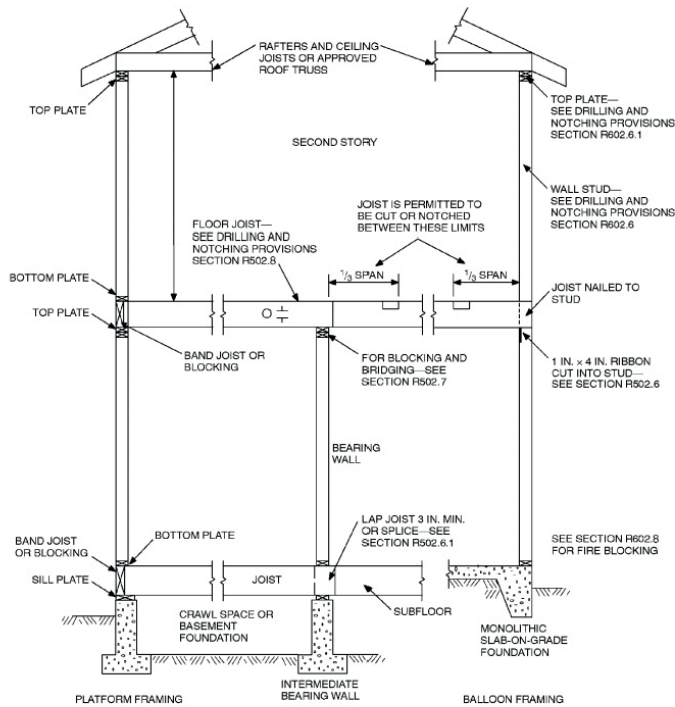 RAFTERS AND CEILING
JOISTS OR APPROVED
ROOF TRUSS
TOP PLATE
TOP PLATE—
SEE DRILLING AND
NOTCHING PROVISIONS
SECTION R602.6.1
SECOND STORY
WALL STUD—
SEE DRILLING AND
NOTCHING PROVISIONS
SECTION R602.6
JOIST IS PERMITTED TO
BE CUT OR NOTCHED
BETWEEN THESE LIMITS
FLOOR JOIST—
SEE DRILLING AND
NOTCHING PROVISIONS
SECTION R502.8
1/3 SPAN
1/3 SPAN
BOTTOM PLATE
JOIST NAILED TO
STUD
TOP PLATE
BAND JOIST OR
BLOCKING
FOR BLOCKING AND
BRIDGING—SEE
SECTION R502.7
1 IN. × 4 IN. RIBBON
CUT INTO STUD—
SEE SECTION R502.6
BEARING
WALL
LAP JOIST 3 IN. MIN.
OR SPLICE—SEE
SECTION R502.6.1
BAND JOIST
OR BLOCKING
BOTTOM PLATE
SEE SECTION R602.8
FOR FIRE BLOCKING
SILL PLATE
JOIST
SUBFLOOR
CRAWL SPACE OR
BASEMENT
FOUNDATION
MONOLITHIC
SLAB-ON-GRADE
FOUNDATION
INTERMEDIATE
BEARING WALL
PLATFORM FRAMING
BALLOON FRAMING